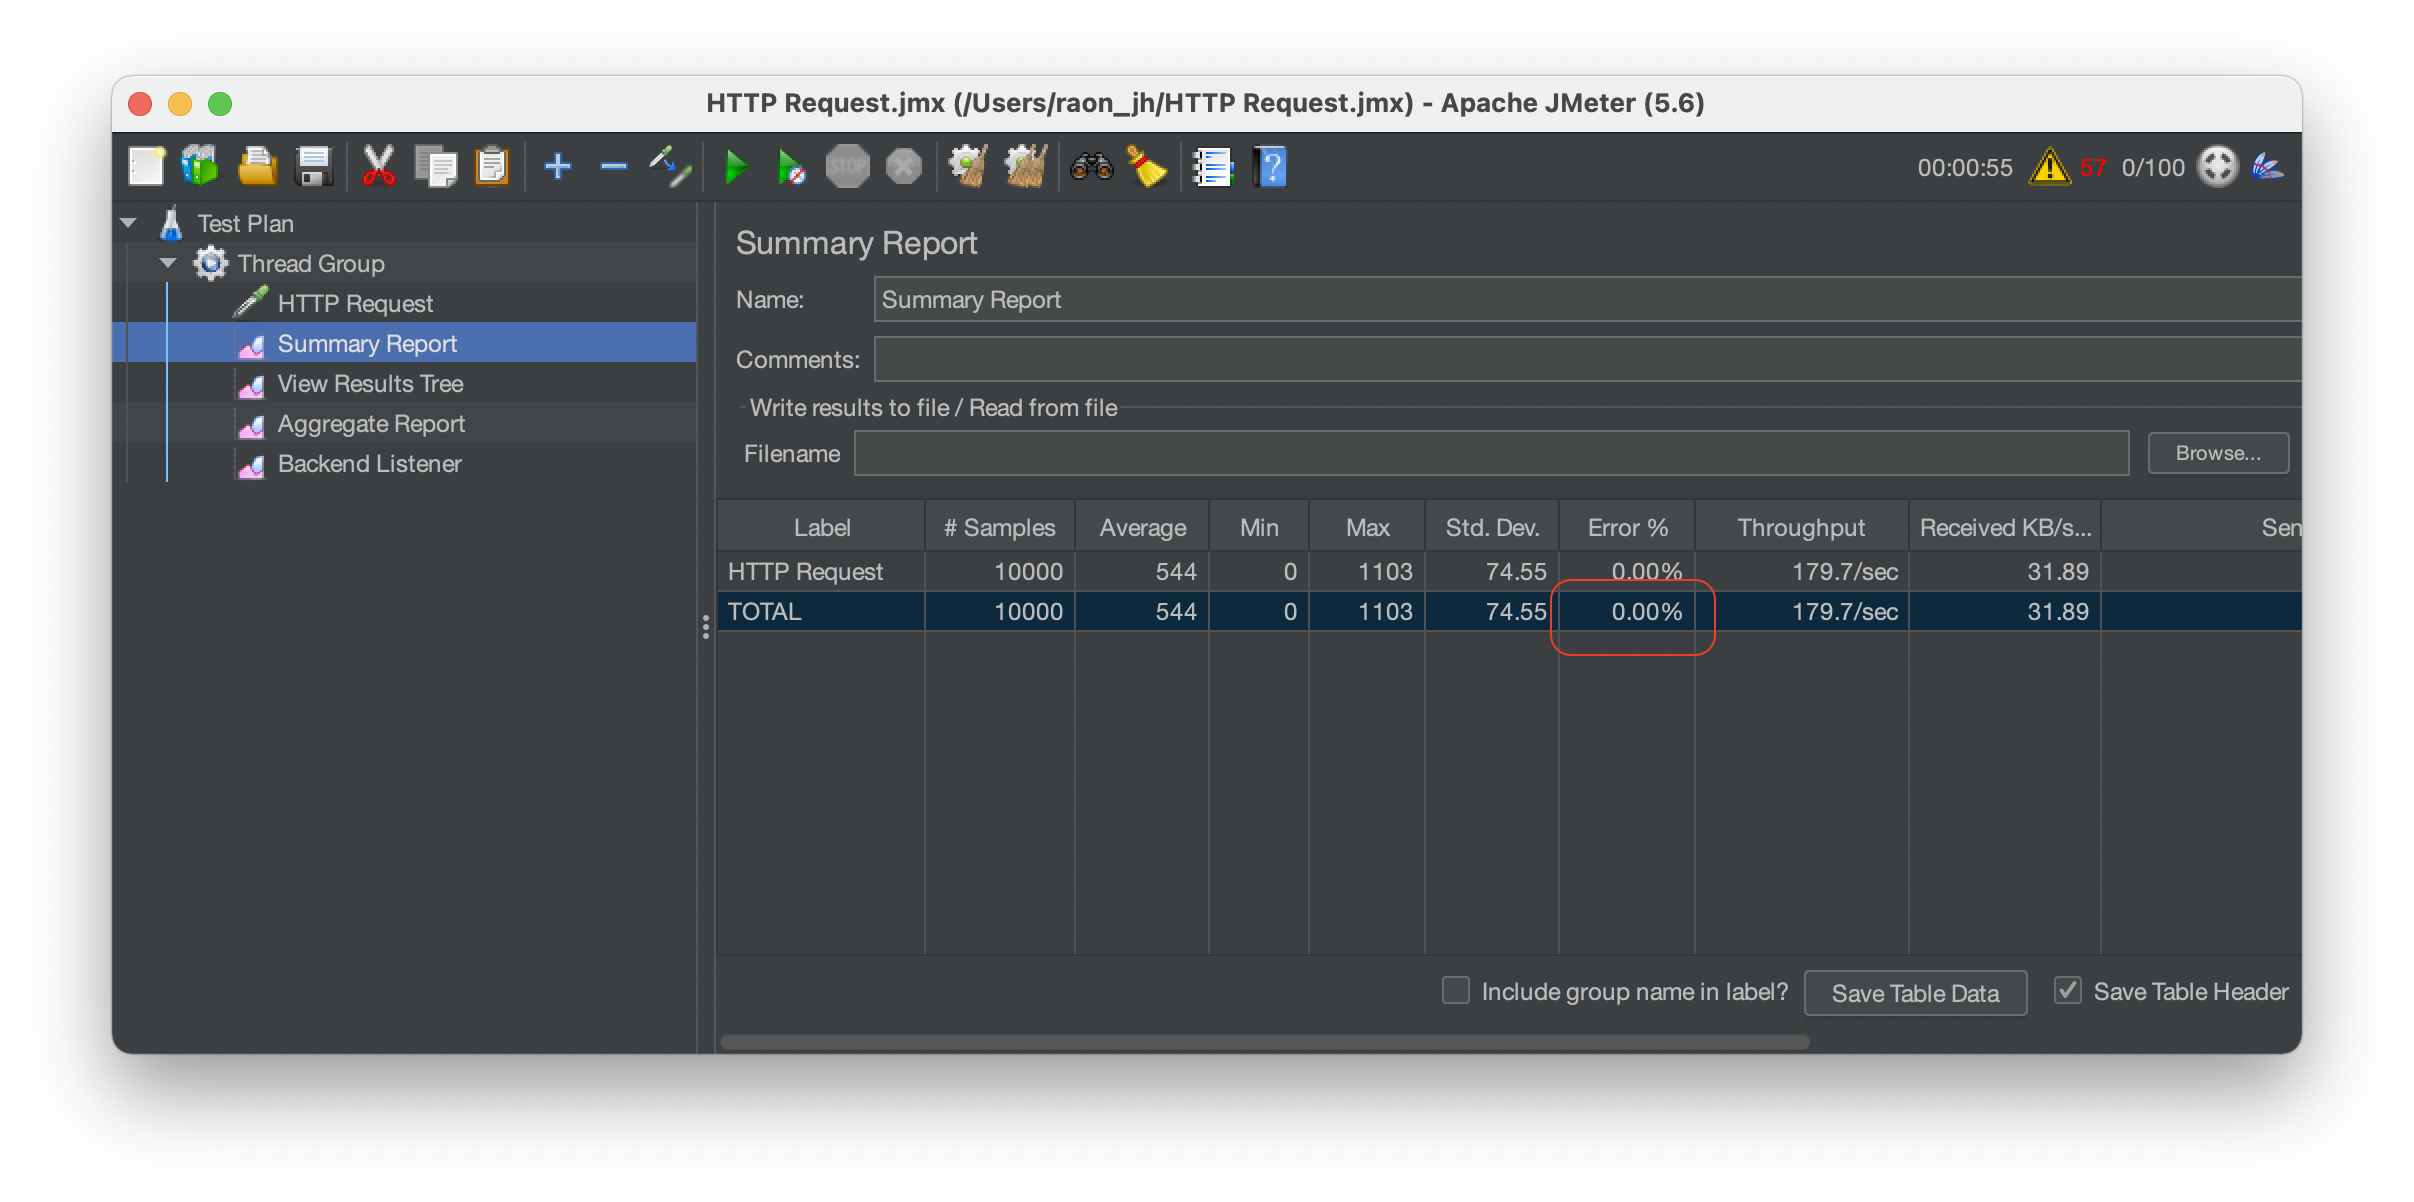 HTTP Request.jmx (/Users/raon_jh/HTTP Request.jmx) - Apache JMeter (5.6)
STOP
00:00:55 57 0/100
Test Plan
Thread Group
HTTP Request
Summary Report
View Results Tree
Aggregate Report
Backend Listener
Summary Report
Name: Summary Report
Comments:
Write results to file / Read from file
Filename Browse...
Label # Samples Average Min Max Std. Dev. Error % Throughput Received KB/s... Sen
HTTP Request 10000 544 0 1103 74.55 0.00% 179.7/sec 31.89
TOTAL 10000 544 0 1103 74.55 0.00% 179.7/sec 31.89
Include group name in label? Save Table Data Save Table Header